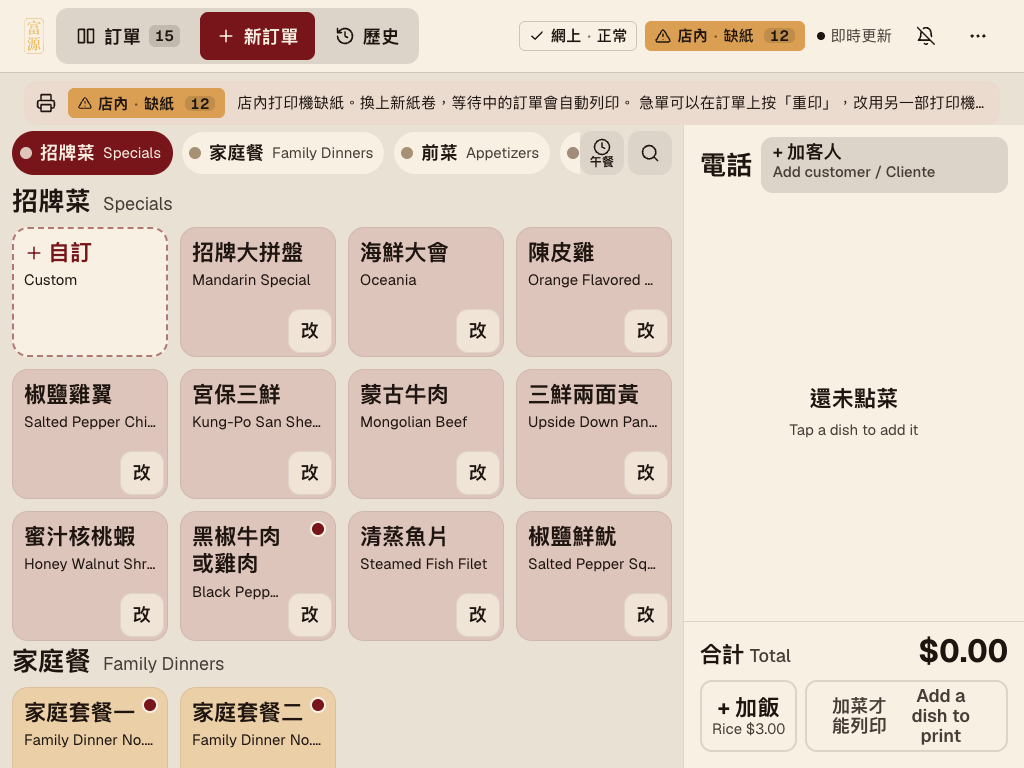 富源
訂單 15
新訂單
歷史
網上 · 正常
店內 · 缺紙 12
即時更新
店內 · 缺紙 12
店內打印機缺紙。換上新紙卷，等待中的訂單會自動列印。 急單可以在訂單上按「重印」，改用另一部打印機…
招牌菜 Specials
家庭餐 Family Dinners
前菜 Appetizers
午餐
電話
+ 加客人
Add customer / Cliente
招牌菜 Specials
+ 自訂
Custom
招牌大拼盤
Mandarin Special
改
海鮮大會
Oceania
改
陳皮雞
Orange Flavored …
改
椒鹽雞翼
Salted Pepper Chi…
改
宮保三鮮
Kung-Po San She…
改
蒙古牛肉
Mongolian Beef
改
三鮮兩面黃
Upside Down Pan…
改
蜜汁核桃蝦
Honey Walnut Shr…
改
黑椒牛肉
或雞肉
Black Pepp…
改
清蒸魚片
Steamed Fish Filet
改
椒鹽鮮魷
Salted Pepper Sq…
改
家庭餐 Family Dinners
家庭套餐一
Family Dinner No.…
家庭套餐二
Family Dinner No.…
還未點菜
Tap a dish to add it
合計 Total
$0.00
+ 加飯
Rice $3.00
加菜才
能列印
Add a
dish to
print